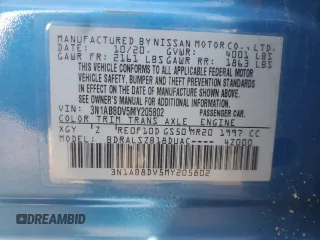 MANUFACTURED BY NISSAN MOTOR CO., LTD.
DATE: 10/20. GVWR: 4001 LBS
GAWR FR: 2161 LBS GAWR RR: 1863 LBS
THIS VEHICLE CONFORMS TO ALL APPLICABLE FEDERAL MOTOR
VEHICLE SAFETY, BUMPER AND THEFT PREVENTION STANDARDS
IN EFFECT ON THE DATE OF MANUFACTURE SHOWN ABOVE.
SEE OWNERS MANUAL FOR ADDITIONAL INFORMATION.
VIN: 3N1AB8DV5MY205802 PASSENGER CAR.
COLOR TRIM TRANS AXLE ENGINE
XGY Z RE0F10D GS50 MR20 1997 CC
MODEL: BDRALSZB18DUAC---- 47000
3N1AB8DV5MY205802
DREAMBID